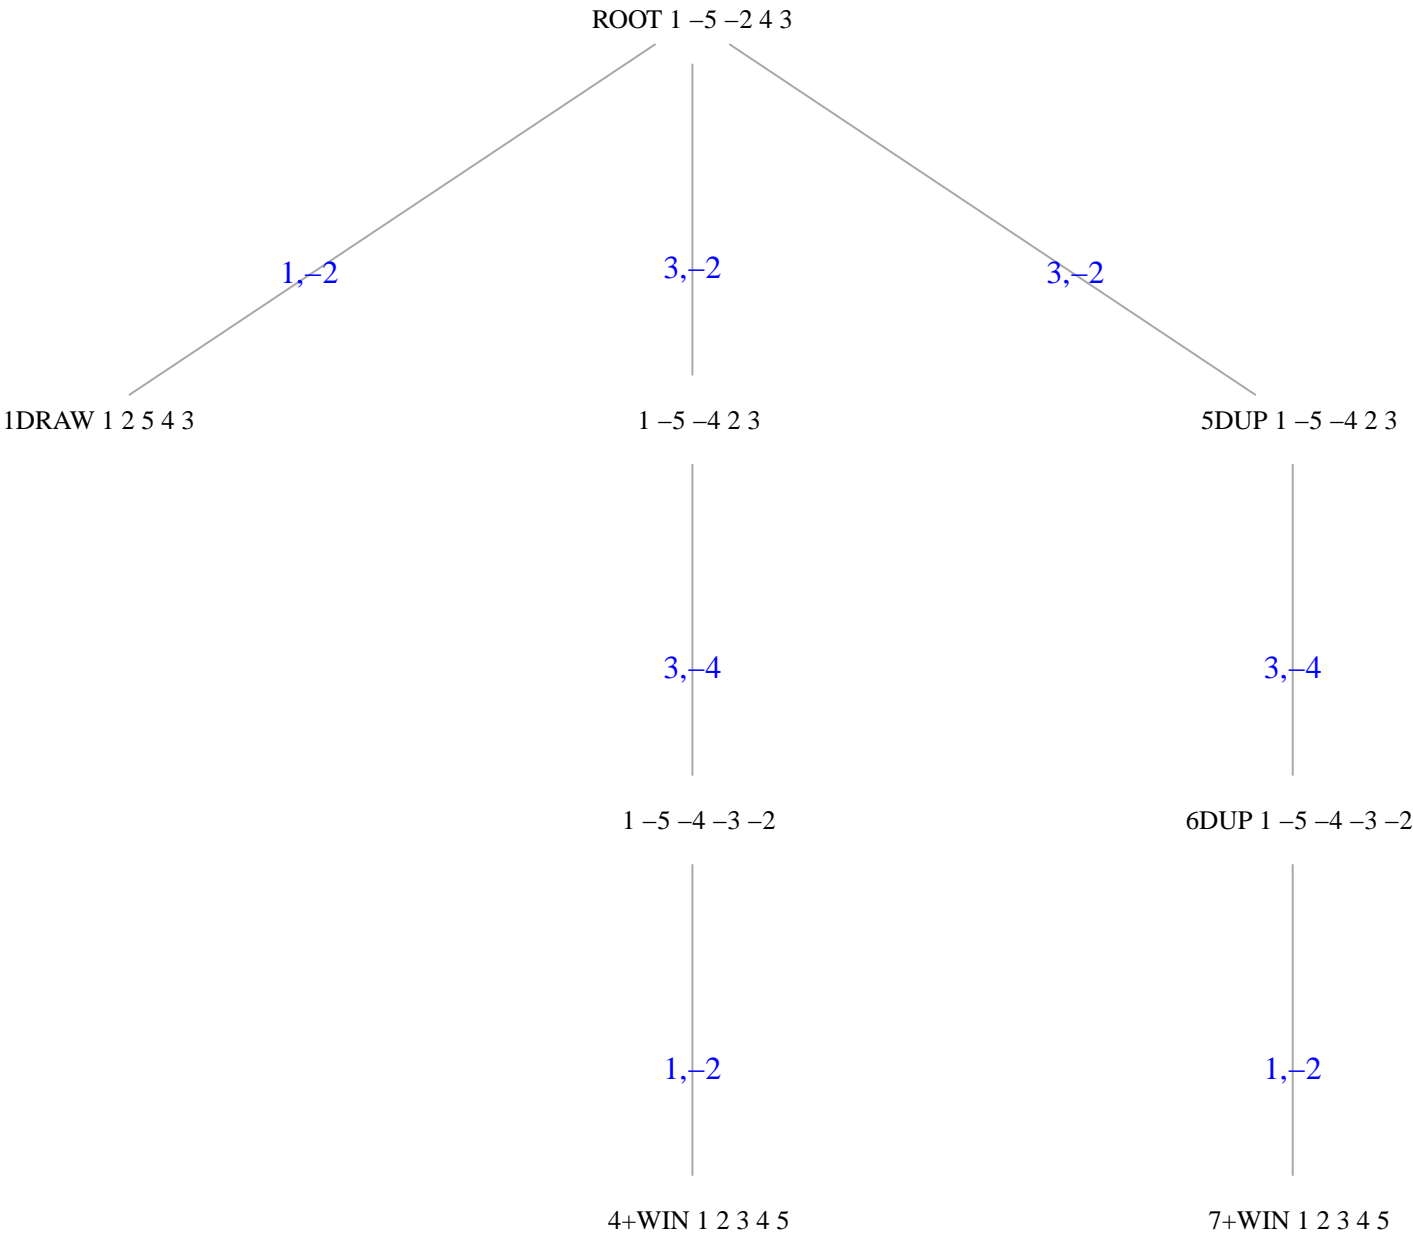 ROOT 1 –5 –2 4 3
1,–2
3,–2
3,–2
1DRAW 1 2 5 4 3
1 –5 –4 2 3
5DUP 1 –5 –4 2 3
3,–4
3,–4
1 –5 –4 –3 –2
6DUP 1 –5 –4 –3 –2
1,–2
1,–2
4+WIN 1 2 3 4 5
7+WIN 1 2 3 4 5